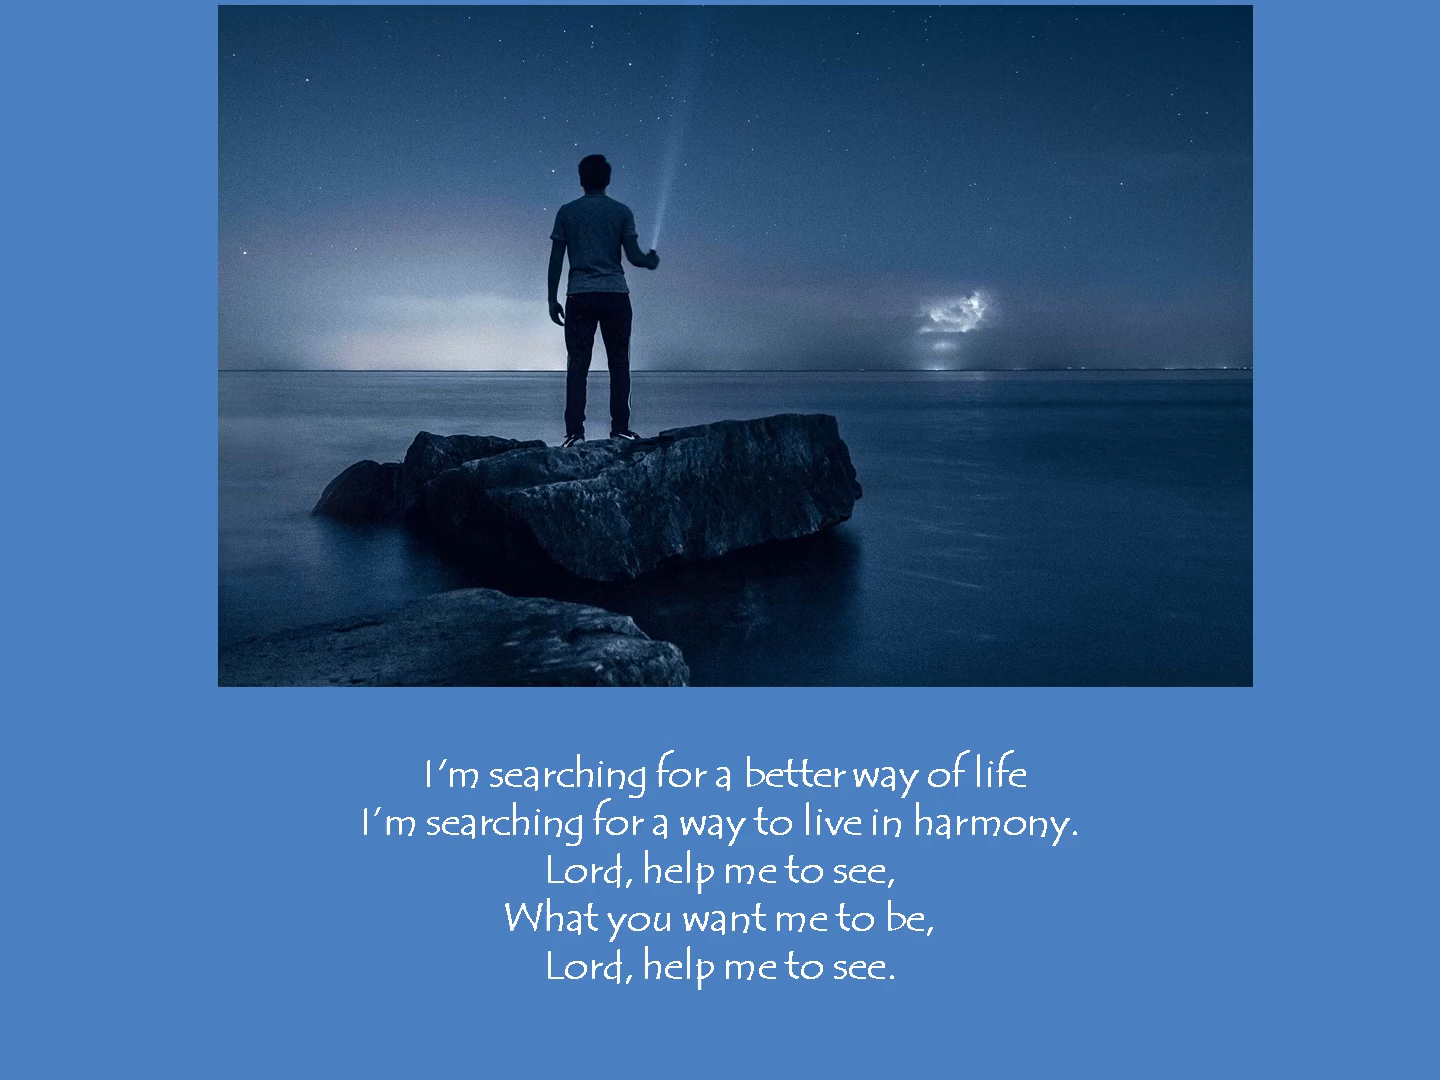 I'm searching for a better way of life
I'm searching for a way to live in harmony.
Lord, help me to see,
What you want me to be,
Lord, help me to see.